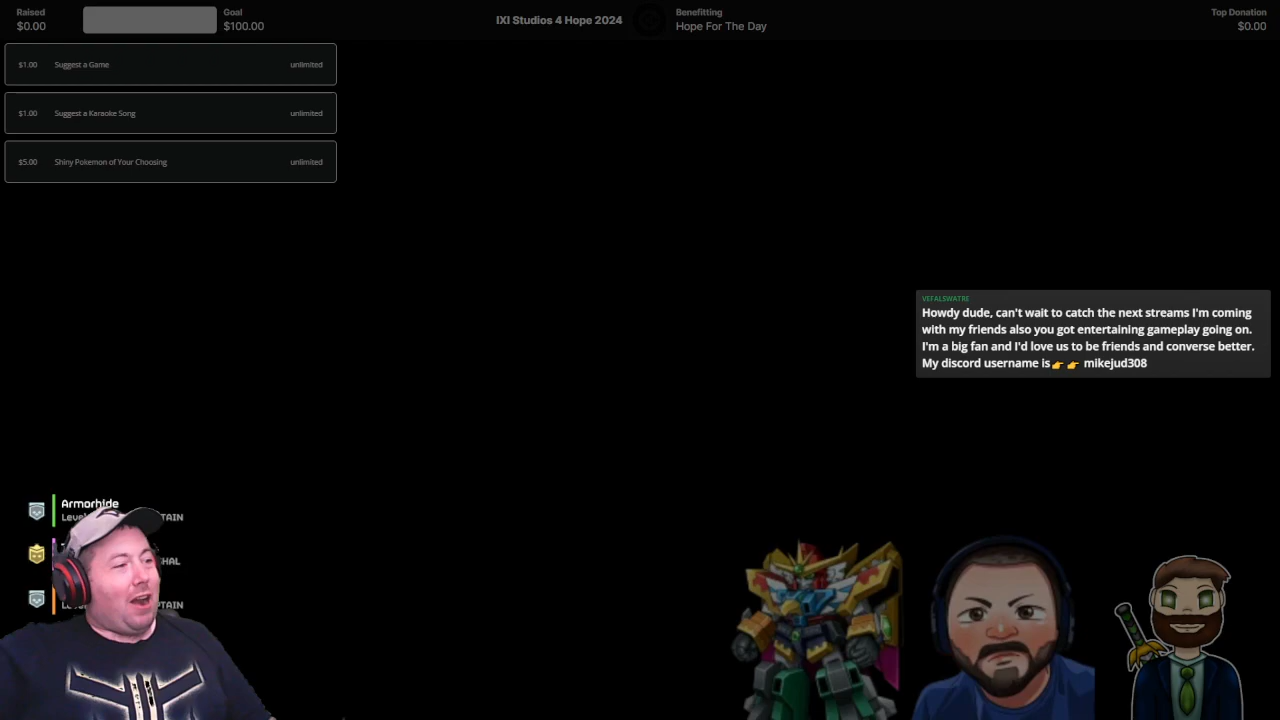 Raised
$0.00
Goal
$100.00
IXI Studios 4 Hope 2024
Benefitting
Hope For The Day
Top Donation
$0.00
$1.00 Suggest a Game unlimited
$1.00 Suggest a Karaoke Song unlimited
$5.00 Shiny Pokemon of Your Choosing unlimited
VEFALSWATRE
Howdy dude, can't wait to catch the next streams I'm coming
with my friends also you got entertaining gameplay going on.
I'm a big fan and I'd love us to be friends and converse better.
My discord username is👉 👉 mikejud308
Armorhide